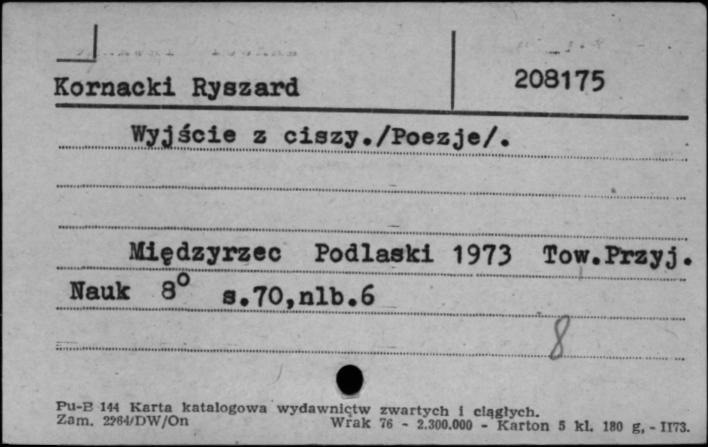 Kornacki Ryszard
208175
Wyjście z ciszy./Poezje/.
Międzyrzec Podlaski 1973 Tow.Przyj.
Nauk 8° s.70,nlb.6
8
Pu-B 144 Karta katalogowa wydawnictw zwartych i ciągłych.
Zam. 2264/DW/On Wrak 76 - 2.300.000 - Karton 5 kl. 180 g, - II73.